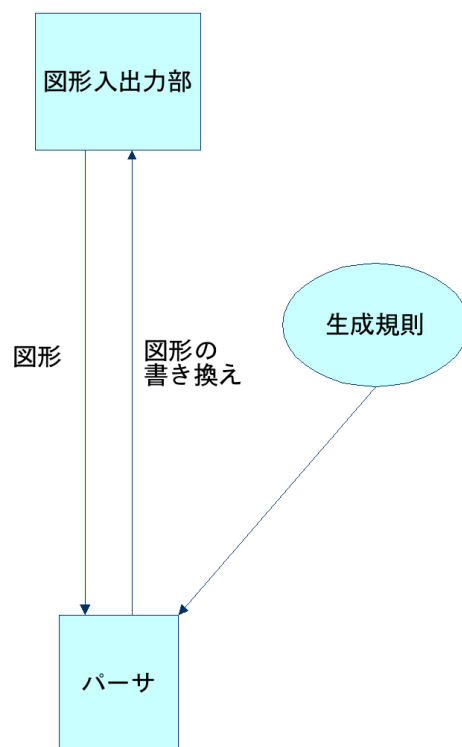 図形入出力部
生成規則
図形
図形の
書き換え
パーサ